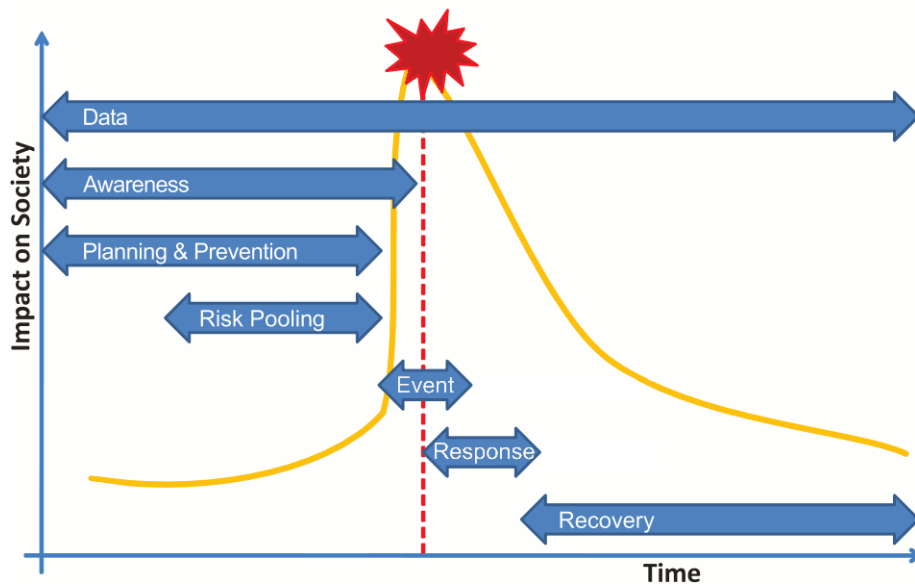 Impact on Society
Data
Awareness
Planning & Prevention
Risk Pooling
Event
Response
Recovery
Time